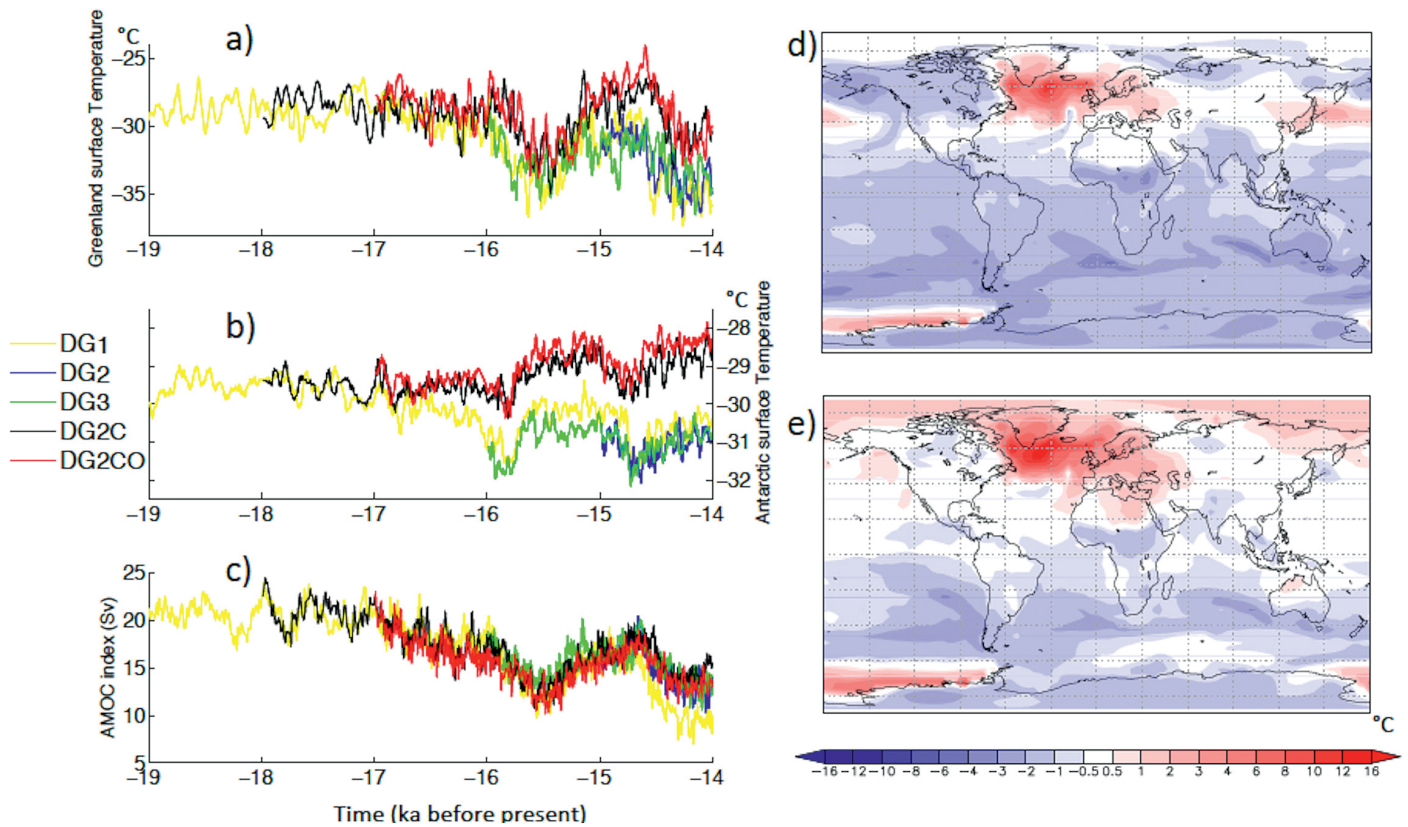 a)
°C
Greenland surface Temperature
−25
−30
−35
−19 −18 −17 −16 −15 −14
b)
°C
Antarctic surface Temperature
−28
−29
−30
−31
−32
−19 −18 −17 −16 −15 −14
DG1
DG2
DG3
DG2C
DG2CO
c)
AMOC index (Sv)
25
20
15
10
5
−19 −18 −17 −16 −15 −14
Time (ka before present)
d)
e)
°C
−16 −12 −10 −8 −6 −4 −3 −2 −1 −0.5 0.5 1 2 3 4 6 8 10 12 16